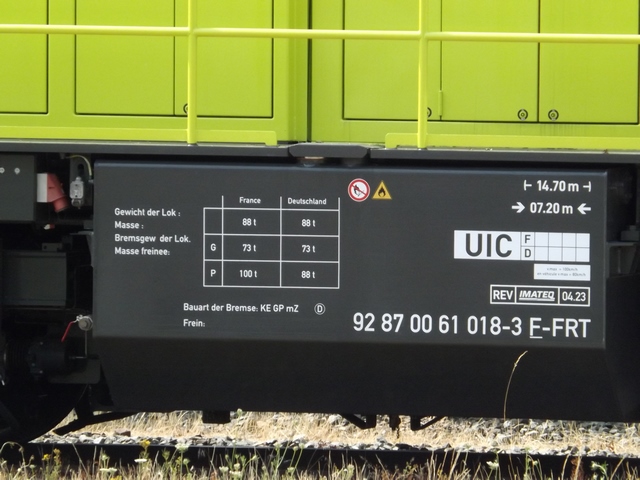 14.70 m
07.20 m
France Deutschland
Gewicht der Lok :
Masse :
88 t 88 t
Bremsgew der Lok.
Masse freinee:
G 73 t 73 t
P 100 t 88 t
UIC F D
REV IMATEQ 04.23
Bauart der Bremse: KE GP mZ D
Frein:
92 87 00 61 018-3 F-FRT